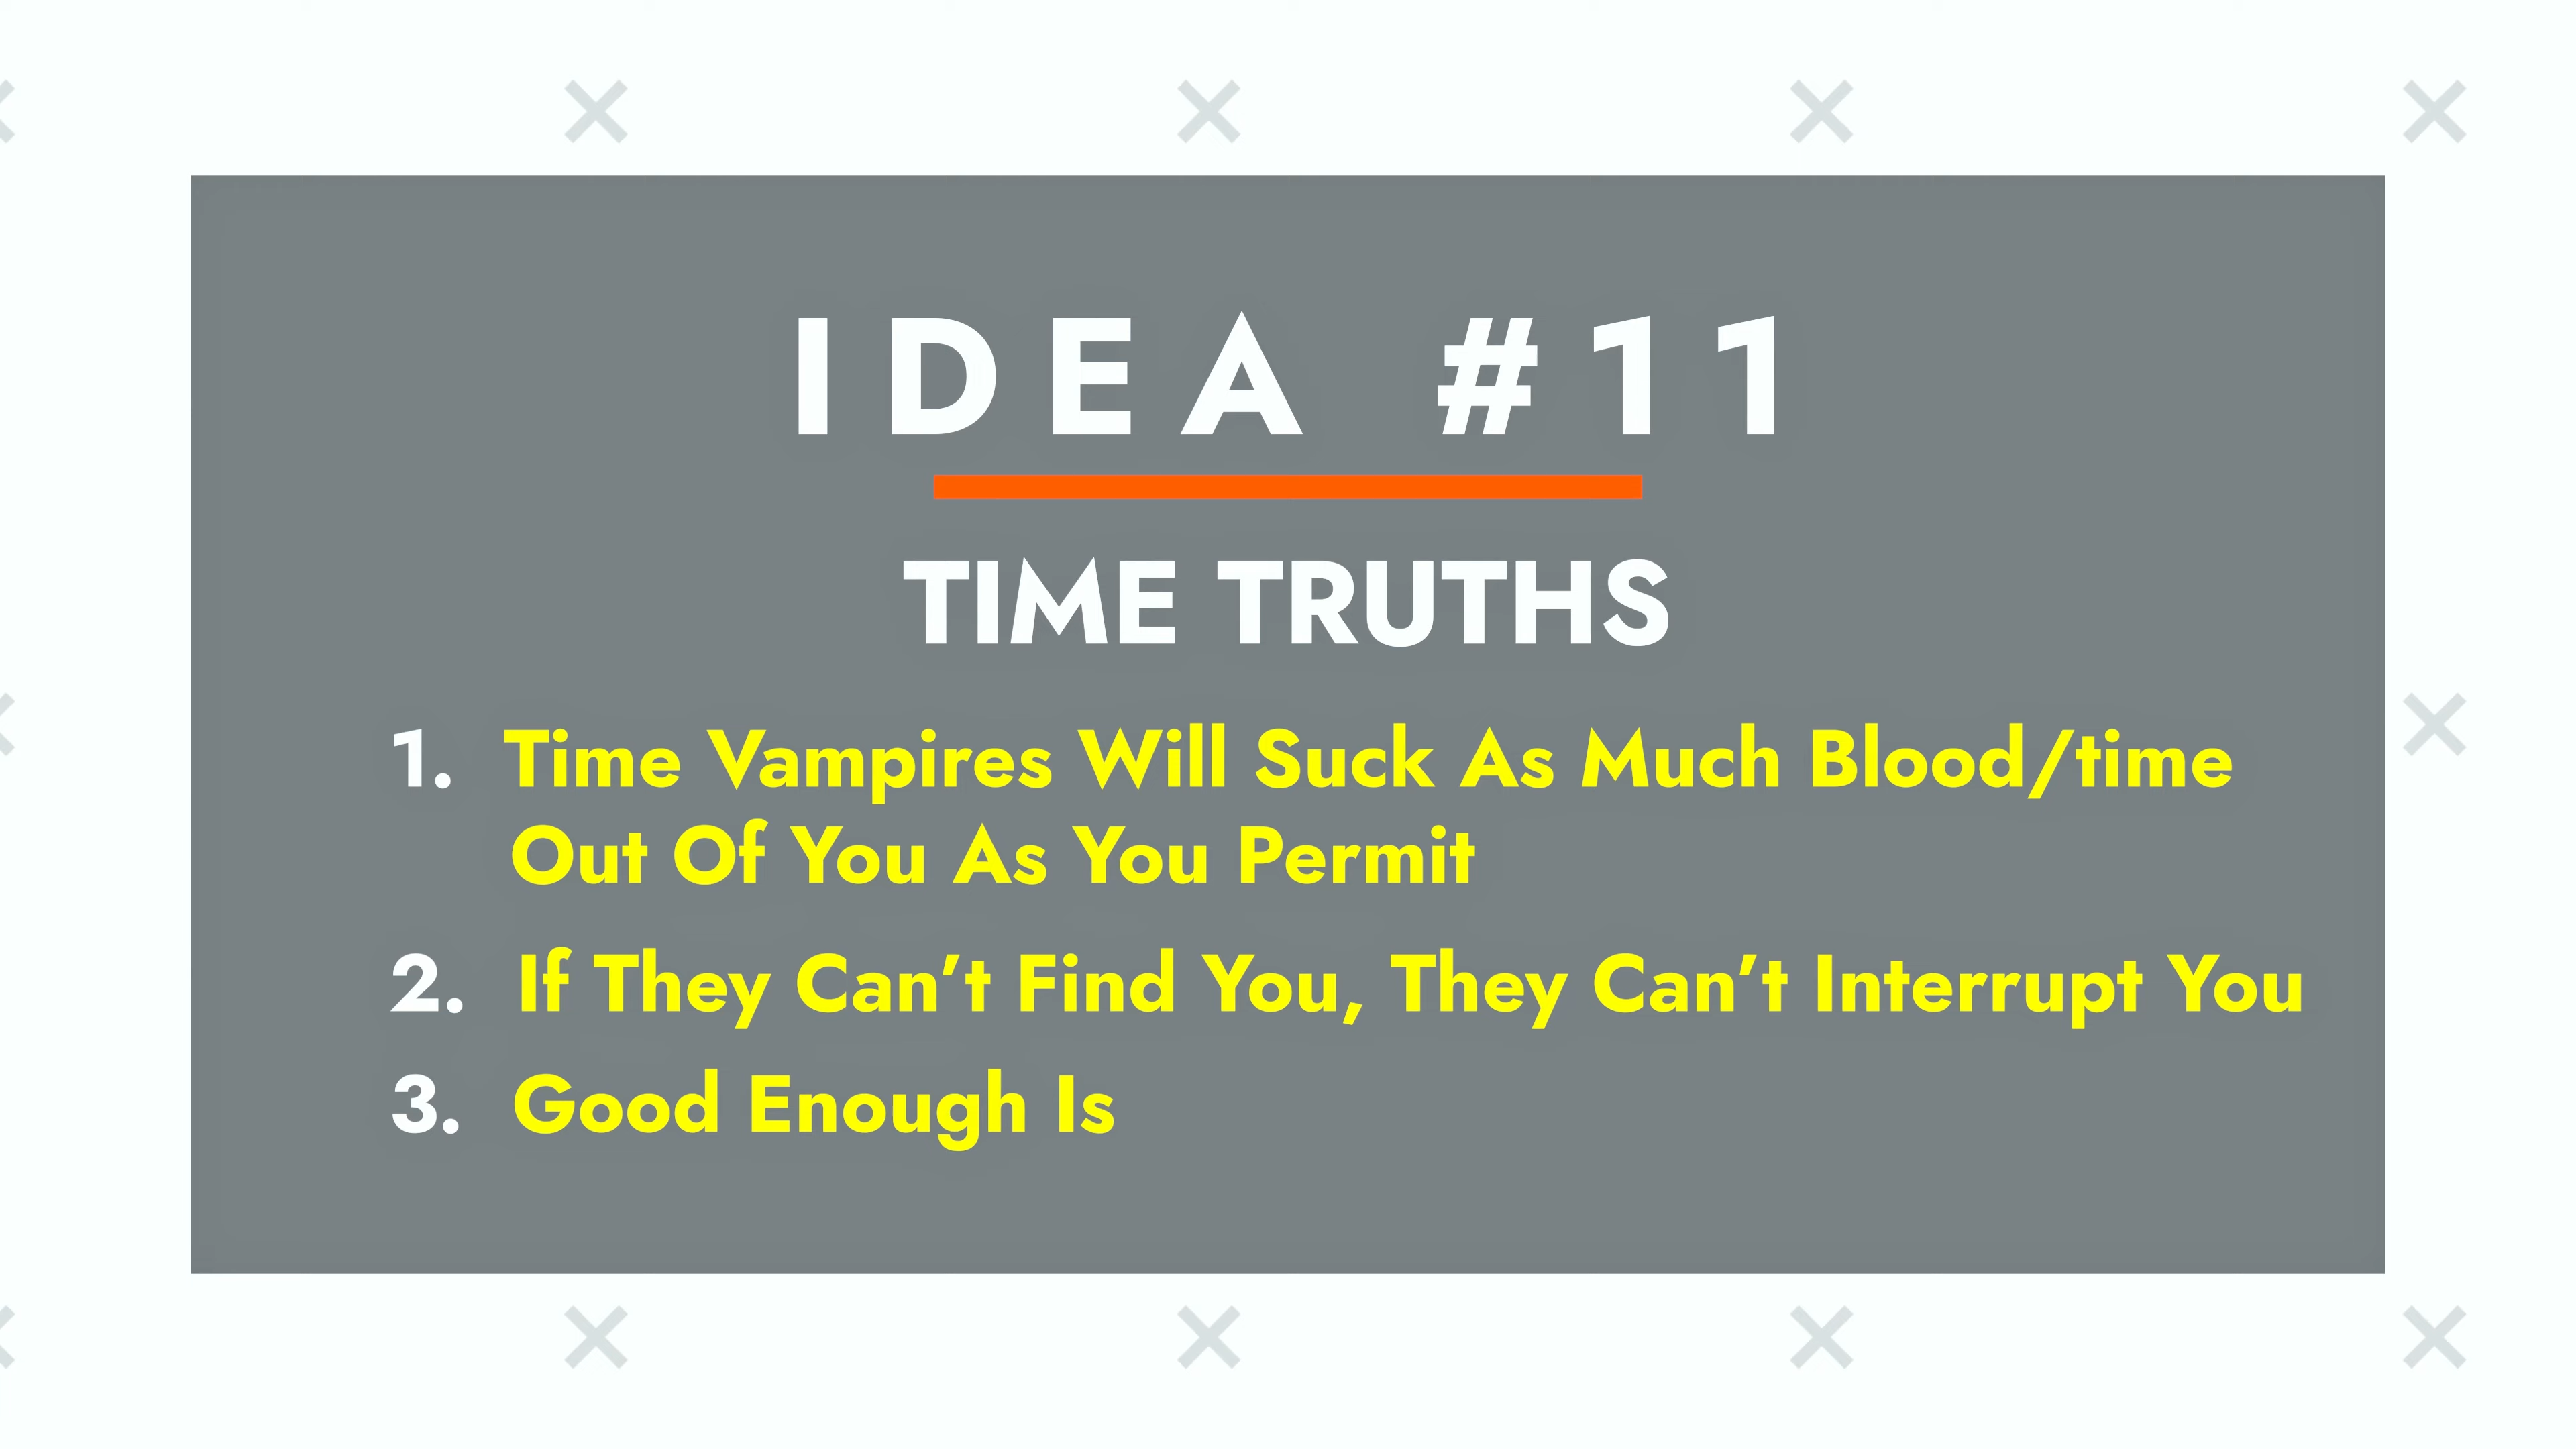 IDEA #11
TIME TRUTHS
1. Time Vampires Will Suck As Much Blood/time
Out Of You As You Permit
2. If They Can’t Find You, They Can’t Interrupt You
3. Good Enough Is